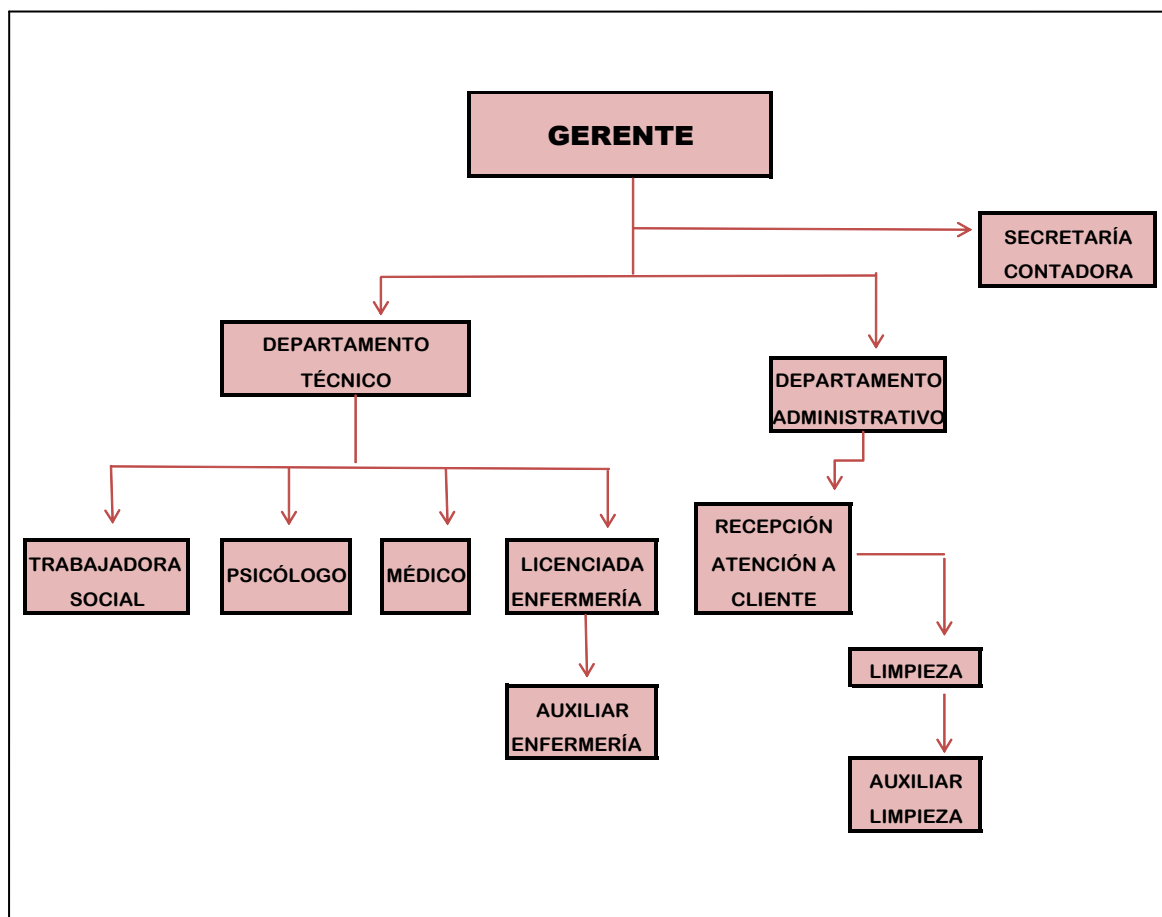 GERENTE
SECRETARÍA
CONTADORA
DEPARTAMENTO
TÉCNICO
DEPARTAMENTO
ADMINISTRATIVO
TRABAJADORA
SOCIAL
PSICÓLOGO
MÉDICO
LICENCIADA
ENFERMERÍA
RECEPCIÓN
ATENCIÓN A
CLIENTE
LIMPIEZA
AUXILIAR
ENFERMERÍA
AUXILIAR
LIMPIEZA